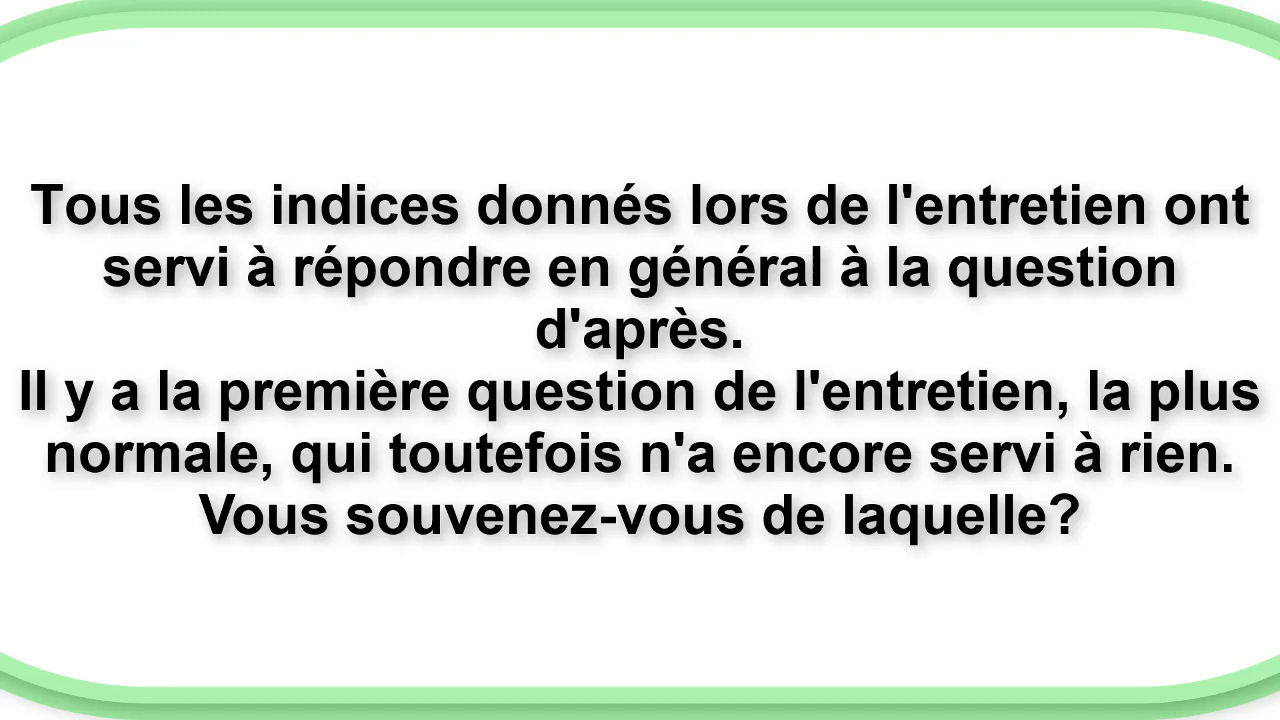 Tous les indices donnés lors de l'entretien ont
servi à répondre en général à la question
d'après.
Il y a la première question de l'entretien, la plus
normale, qui toutefois n'a encore servi à rien.
Vous souvenez-vous de laquelle?